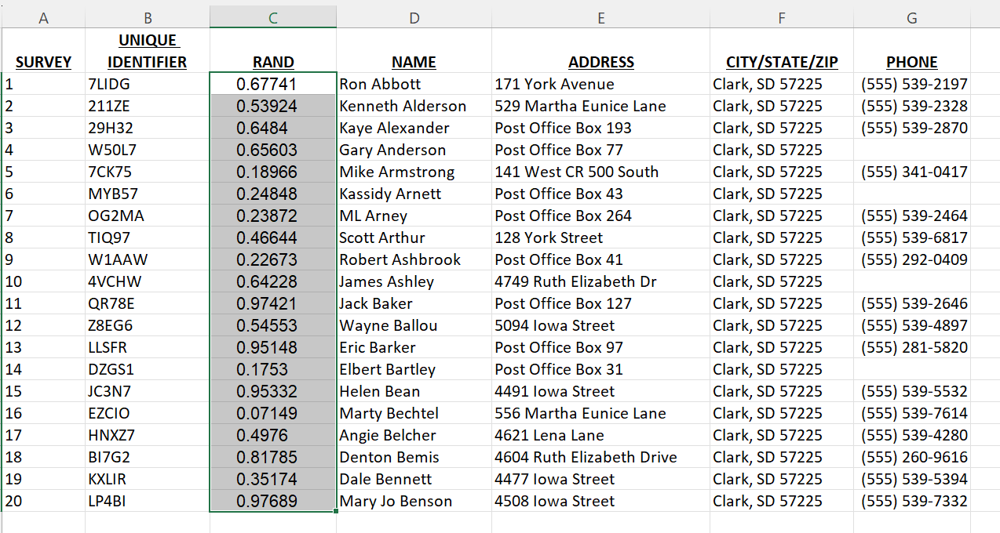 A B C D E F G
UNIQUE
SURVEY IDENTIFIER RAND NAME ADDRESS CITY/STATE/ZIP PHONE
1 7LIDG 0.67741 Ron Abbott 171 York Avenue Clark, SD 57225 (555) 539-2197
2 211ZE 0.53924 Kenneth Alderson 529 Martha Eunice Lane Clark, SD 57225 (555) 539-2328
3 29H32 0.6484 Kaye Alexander Post Office Box 193 Clark, SD 57225 (555) 539-2870
4 W50L7 0.65603 Gary Anderson Post Office Box 77 Clark, SD 57225
5 7CK75 0.18966 Mike Armstrong 141 West CR 500 South Clark, SD 57225 (555) 341-0417
6 MYB57 0.24848 Kassidy Arnett Post Office Box 43 Clark, SD 57225
7 OG2MA 0.23872 ML Arney Post Office Box 264 Clark, SD 57225 (555) 539-2464
8 TIQ97 0.46644 Scott Arthur 128 York Street Clark, SD 57225 (555) 539-6817
9 W1AAW 0.22673 Robert Ashbrook Post Office Box 41 Clark, SD 57225 (555) 292-0409
10 4VCHW 0.64228 James Ashley 4749 Ruth Elizabeth Dr Clark, SD 57225
11 QR78E 0.97421 Jack Baker Post Office Box 127 Clark, SD 57225 (555) 539-2646
12 Z8EG6 0.54553 Wayne Ballou 5094 Iowa Street Clark, SD 57225 (555) 539-4897
13 LLSFR 0.95148 Eric Barker Post Office Box 97 Clark, SD 57225 (555) 281-5820
14 DZGS1 0.1753 Elbert Bartley Post Office Box 31 Clark, SD 57225
15 JC3N7 0.95332 Helen Bean 4491 Iowa Street Clark, SD 57225 (555) 539-5532
16 EZCIO 0.07149 Marty Bechtel 556 Martha Eunice Lane Clark, SD 57225 (555) 539-7614
17 HNXZ7 0.4976 Angie Belcher 4621 Lena Lane Clark, SD 57225 (555) 539-4280
18 BI7G2 0.81785 Denton Bemis 4604 Ruth Elizabeth Drive Clark, SD 57225 (555) 260-9616
19 KXLIR 0.35174 Dale Bennett 4477 Iowa Street Clark, SD 57225 (555) 539-5394
20 LP4BI 0.97689 Mary Jo Benson 4508 Iowa Street Clark, SD 57225 (555) 539-7332